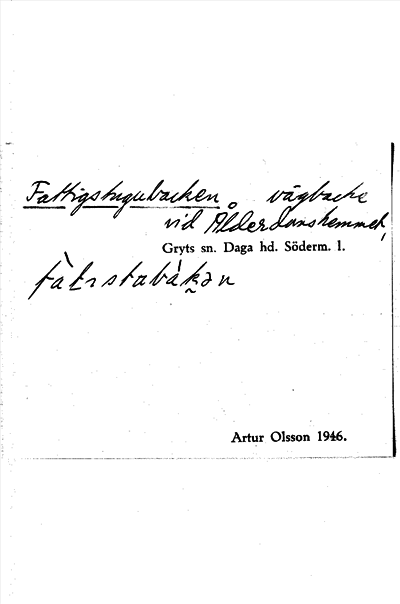 Fattigstugubacken vägbacke
vid Ålderdomshemmet,
Gryts sn. Daga hd. Söderm. l.
Artur Olsson 1946.